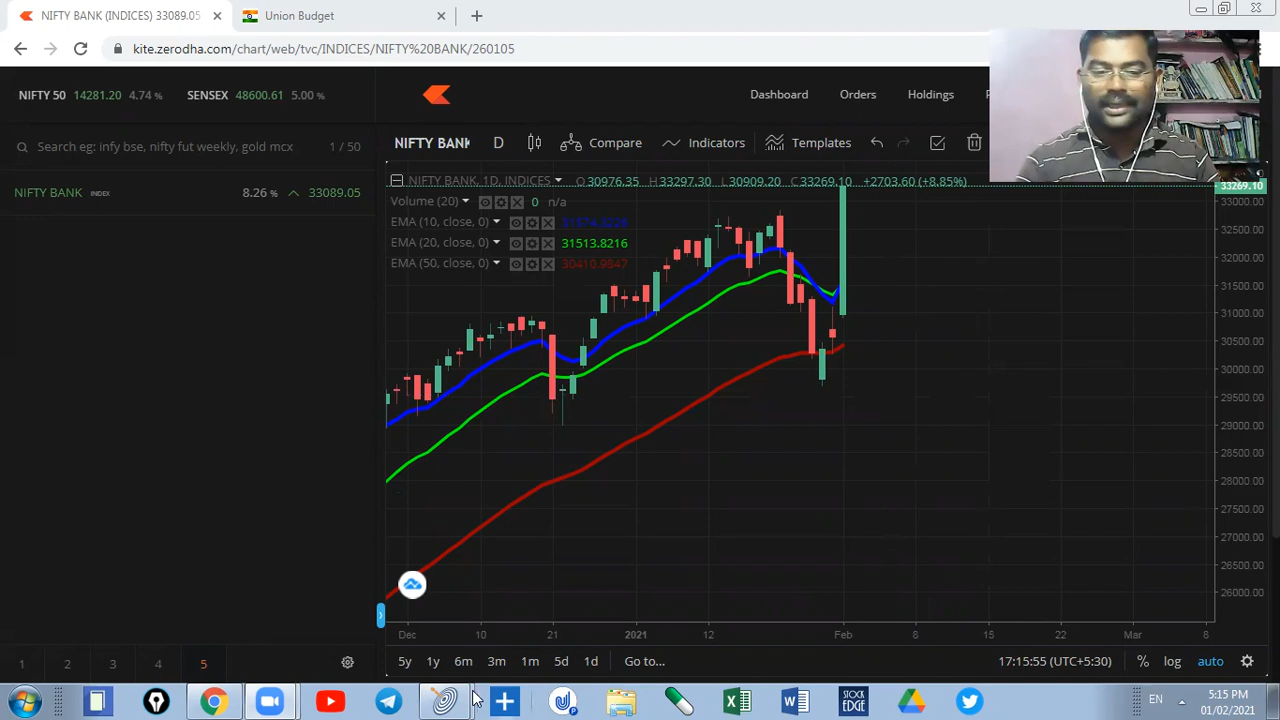 NIFTY BANK (INDICES) 33089.05
Union Budget
kite.zerodha.com/chart/web/tvc/INDICES/NIFTY%20BANK/260105
NIFTY 50 14281.20 4.74 %
SENSEX 48600.61 5.00 %
Dashboard
Orders
Holdings
Search eg: infy bse, nifty fut weekly, gold mcx
1 / 50
NIFTY BANK INDEX
8.26 % 33089.05
NIFTY BANK
D
Compare
Indicators
Templates
NIFTY BANK, 1D, INDICES
O30976.35 H33297.30 L30909.20 C33269.10 +2703.60 (+8.85%)
Volume (20)
0 n/a
EMA (10, close, 0)
EMA (20, close, 0)
31513.8216
EMA (50, close, 0)
30410.9847
33269.10
33000.00
32500.00
32000.00
31500.00
31000.00
30500.00
30000.00
29500.00
29000.00
28500.00
28000.00
27500.00
27000.00
26500.00
26000.00
Dec
10
21
2021
12
Feb
8
15
22
Mar
8
1
2
3
4
5
5y
1y
6m
3m
1m
5d
1d
Go to...
17:15:55 (UTC+5:30)
%
log
auto
STOCK
EDGE
EN
5:15 PM
01/02/2021